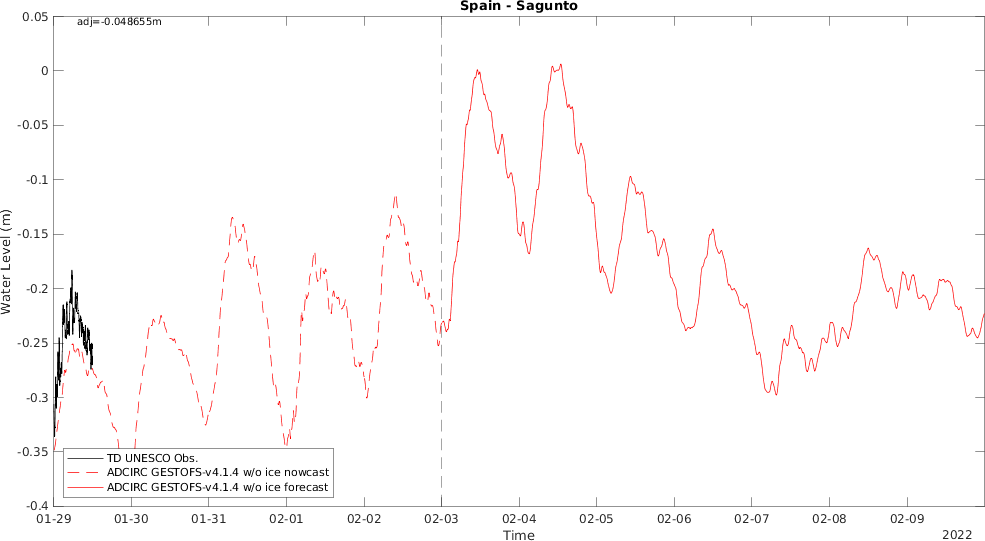 Spain - Sagunto
adj=-0.048655m
0.05
0
-0.05
-0.1
-0.15
-0.2
-0.25
-0.3
-0.35
-0.4
Water Level (m)
TD UNESCO Obs.
ADCIRC GESTOFS-v4.1.4 w/o ice nowcast
ADCIRC GESTOFS-v4.1.4 w/o ice forecast
01-29 01-30 01-31 02-01 02-02 02-03 02-04 02-05 02-06 02-07 02-08 02-09
Time
2022